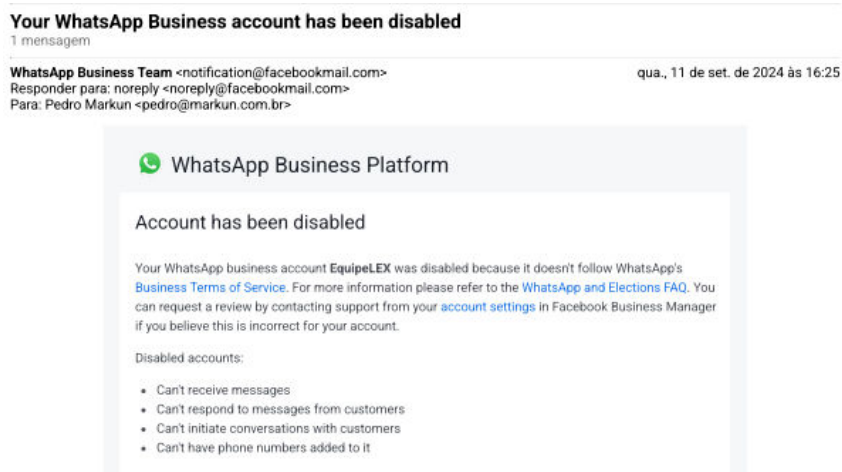 Your WhatsApp Business account has been disabled
1 mensagem
WhatsApp Business Team <notification@facebookmail.com>
qua., 11 de set. de 2024 às 16:25
Responder para: noreply <noreply@facebookmail.com>
Para: Pedro Markun <pedro@markun.com.br>
WhatsApp Business Platform
Account has been disabled
Your WhatsApp business account EquipeLEX was disabled because it doesn't follow WhatsApp's
Business Terms of Service. For more information please refer to the WhatsApp and Elections FAQ. You
can request a review by contacting support from your account settings in Facebook Business Manager
if you believe this is incorrect for your account.
Disabled accounts:
• Can't receive messages
• Can't respond to messages from customers
• Can't initiate conversations with customers
• Can't have phone numbers added to it